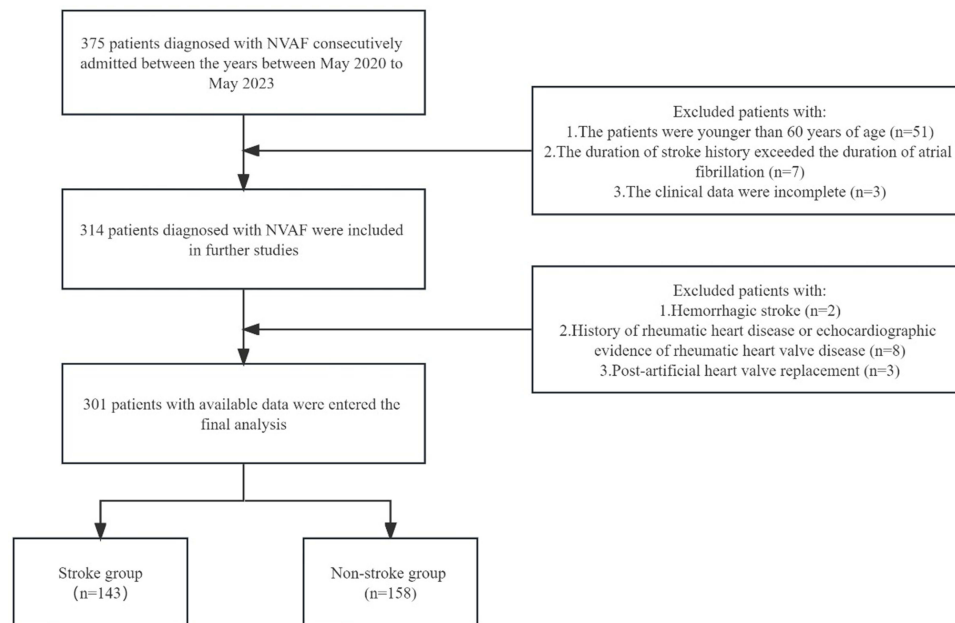 375 patients diagnosed with NVAF consecutively
admitted between the years between May 2020 to
May 2023
Excluded patients with:
1.The patients were younger than 60 years of age (n=51)
2.The duration of stroke history exceeded the duration of atrial
fibrillation (n=7)
3.The clinical data were incomplete (n=3)
314 patients diagnosed with NVAF were included
in further studies
Excluded patients with:
1.Hemorrhagic stroke (n=2)
2.History of rheumatic heart disease or echocardiographic
evidence of rheumatic heart valve disease (n=8)
3.Post-artificial heart valve replacement (n=3)
301 patients with available data were entered the
final analysis
Stroke group
(n=143)
Non-stroke group
(n=158)